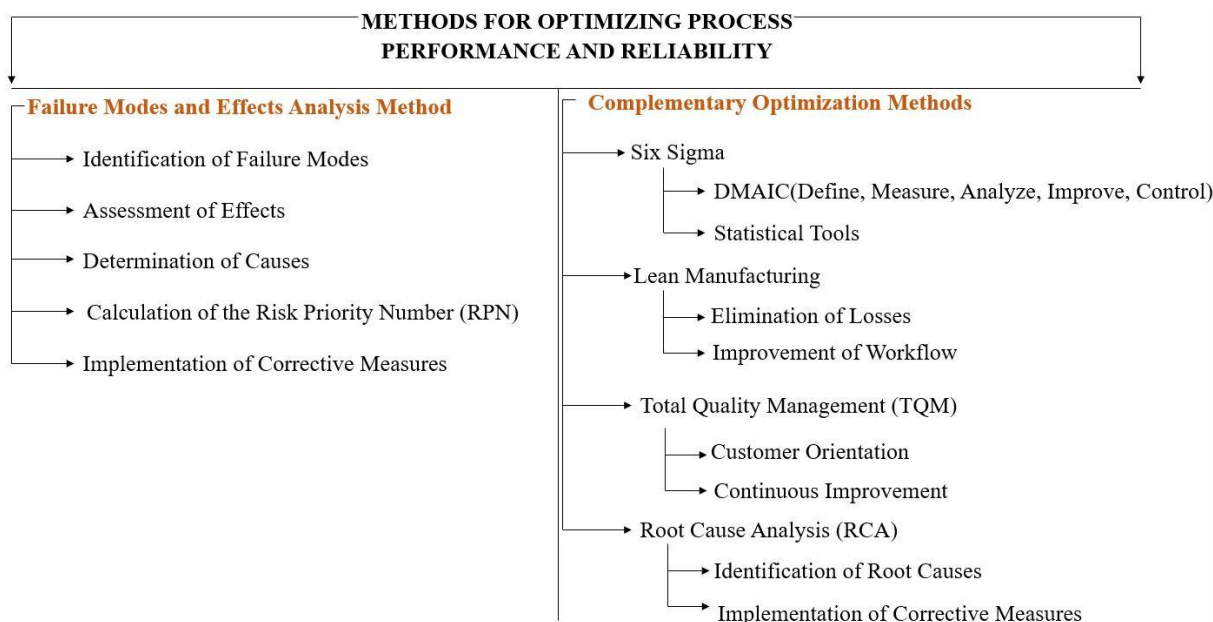 METHODS FOR OPTIMIZING PROCESS
PERFORMANCE AND RELIABILITY
Failure Modes and Effects Analysis Method
Identification of Failure Modes
Assessment of Effects
Determination of Causes
Calculation of the Risk Priority Number (RPN)
Implementation of Corrective Measures
Complementary Optimization Methods
Six Sigma
DMAIC(Define, Measure, Analyze, Improve, Control)
Statistical Tools
Lean Manufacturing
Elimination of Losses
Improvement of Workflow
Total Quality Management (TQM)
Customer Orientation
Continuous Improvement
Root Cause Analysis (RCA)
Identification of Root Causes
Implementation of Corrective Measures